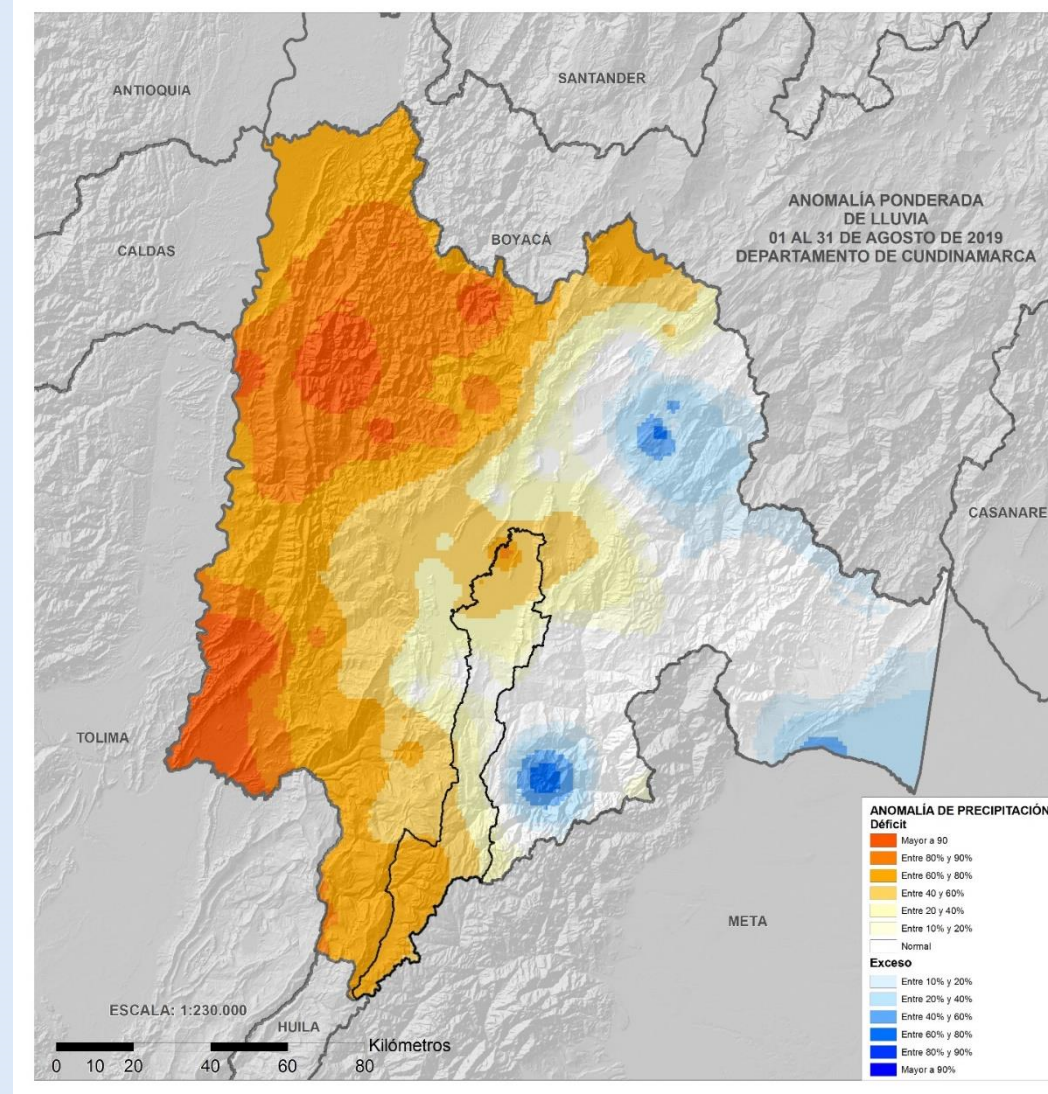 ANTIOQUIA
SANTANDER
ANOMALÍA PONDERADA
DE LLUVIA
01 AL 31 DE AGOSTO DE 2019
DEPARTAMENTO DE CUNDINAMARCA
BOYACÁ
CALDAS
CASANARE
TOLIMA
META
HUILA
ESCALA: 1:230.000
Kilómetros
0 10 20 40 60 80
ANOMALÍA DE PRECIPITACIÓN
Déficit
Mayor a 90
Entre 80% y 90%
Entre 60% y 80%
Entre 40 y 60%
Entre 20 y 40%
Entre 10% y 20%
Normal
Exceso
Entre 10% y 20%
Entre 20% y 40%
Entre 40% y 60%
Entre 60% y 80%
Entre 80% y 90%
Mayor a 90%